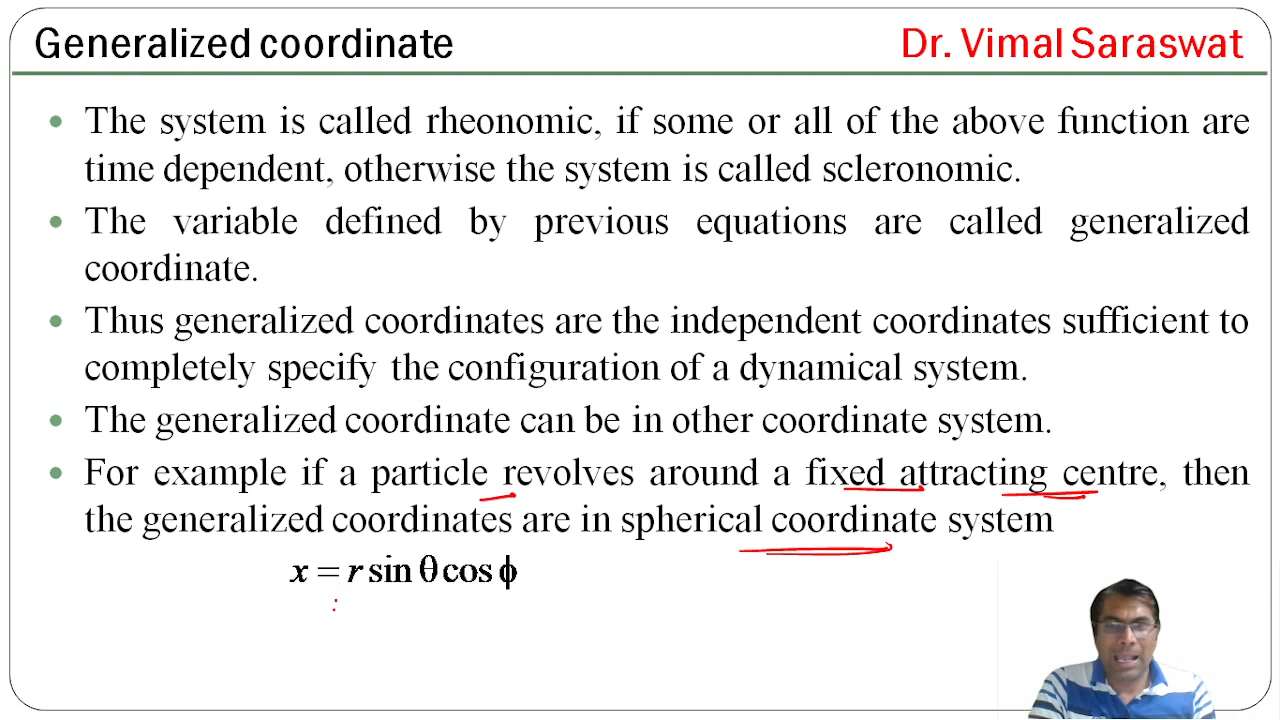 Generalized coordinate
Dr. Vimal Saraswat
• The system is called rheonomic, if some or all of the above function are
time dependent, otherwise the system is called scleronomic.
• The variable defined by previous equations are called generalized
coordinate.
• Thus generalized coordinates are the independent coordinates sufficient to
completely specify the configuration of a dynamical system.
• The generalized coordinate can be in other coordinate system.
• For example if a particle revolves around a fixed attracting centre, then
the generalized coordinates are in spherical coordinate system
x = r sin θ cos ϕ